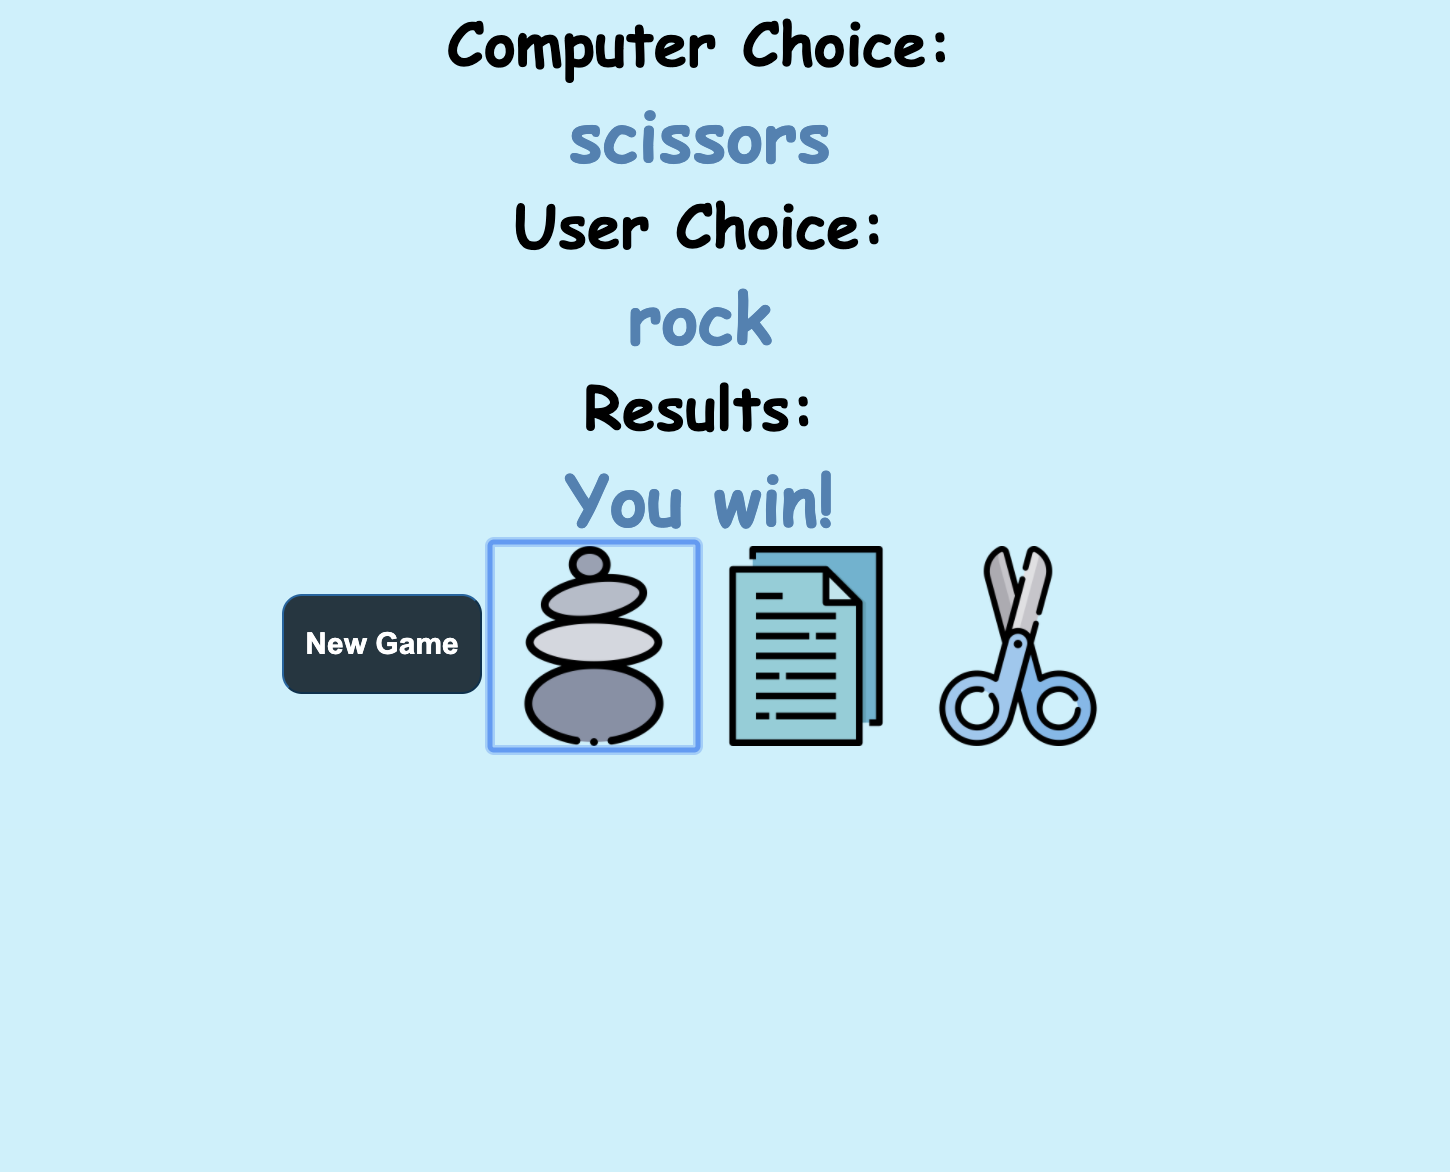 Computer Choice:
scissors
User Choice:
rock
Results:
You win!
New Game